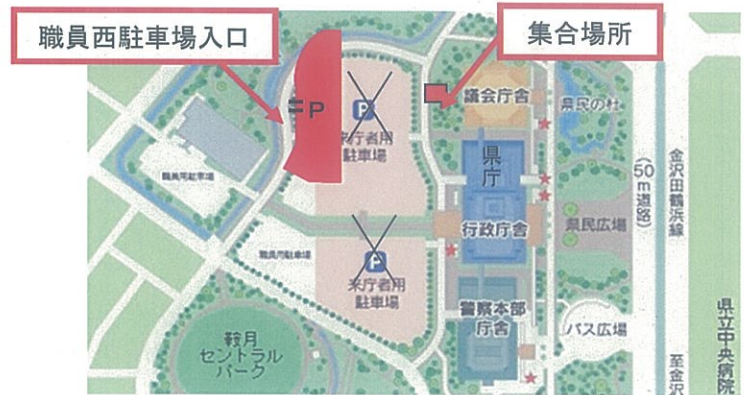 職員西駐車場入口
集合場所
P
P
来庁者用
駐車場
職員用駐車場
議会庁舎
県民の杜
県庁
行政庁舎
県民広場
金沢田鶴浜線
(50m道路)
職員用駐車場
P
来庁者用
駐車場
警察本部
庁舎
バス広場
鞍月
セントラル
パーク
県立中央病院
至金沢